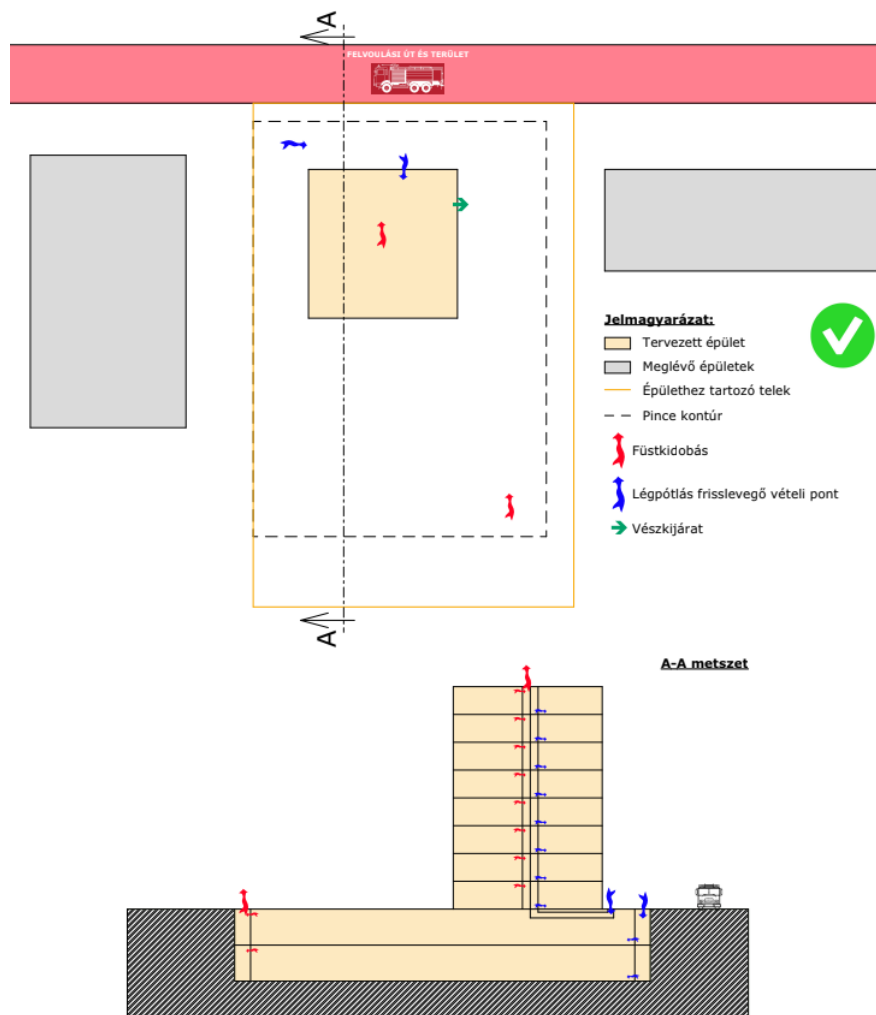 A
FELVOULÁSI ÚT ÉS TERÜLET
Jelmagyarázat:
Tervezett épület
Meglévő épületek
Épülethez tartozó telek
Pince kontúr
Füstkidobás
Légpótlás frisslevegő vételi pont
Vészkijárat
A
A-A metszet